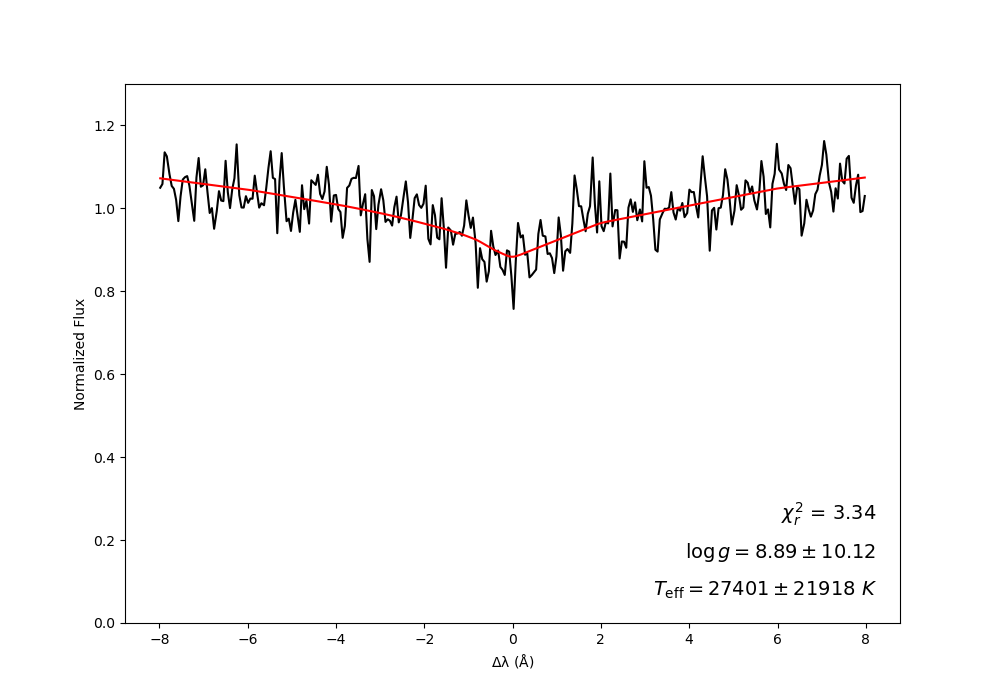 1.2
1.0
0.8
0.6
0.4
0.2
0.0
Normalized Flux
χ²ᵣ = 3.34
log g = 8.89 ± 10.12
T_eff = 27401 ± 21918 K
−8 −6 −4 −2 0 2 4 6 8
Δλ (Å)